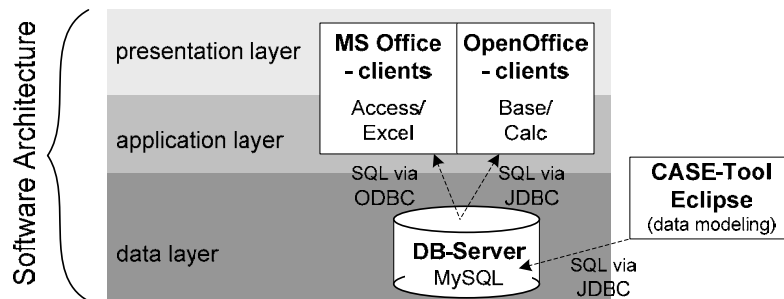 Software Architecture
presentation layer
MS Office
- clients
Access/
Excel
OpenOffice
- clients
Base/
Calc
application layer
SQL via
ODBC
SQL via
JDBC
CASE-Tool
Eclipse
(data modeling)
data layer
DB-Server
MySQL
SQL via
JDBC